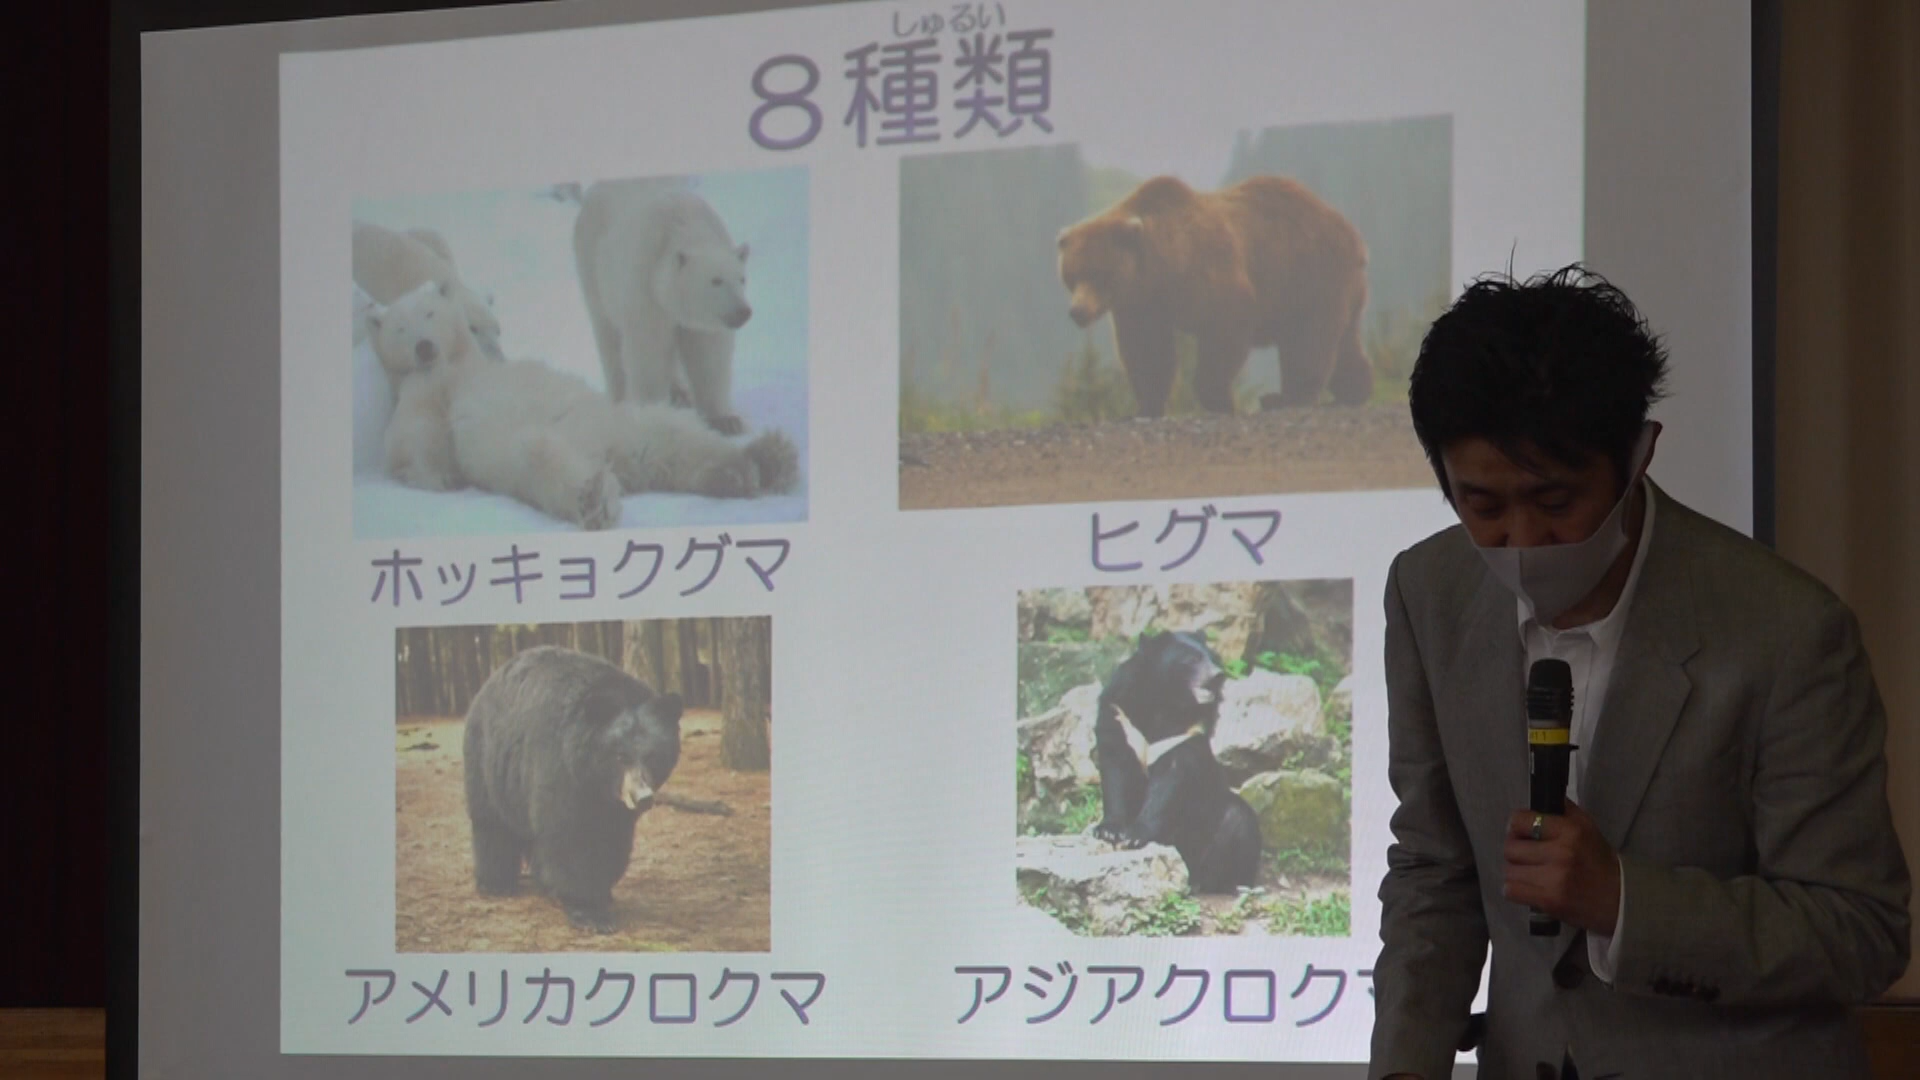 しゅるい
8種類
ホッキョクグマ
ヒグマ
アメリカクロクマ
アジアクロク